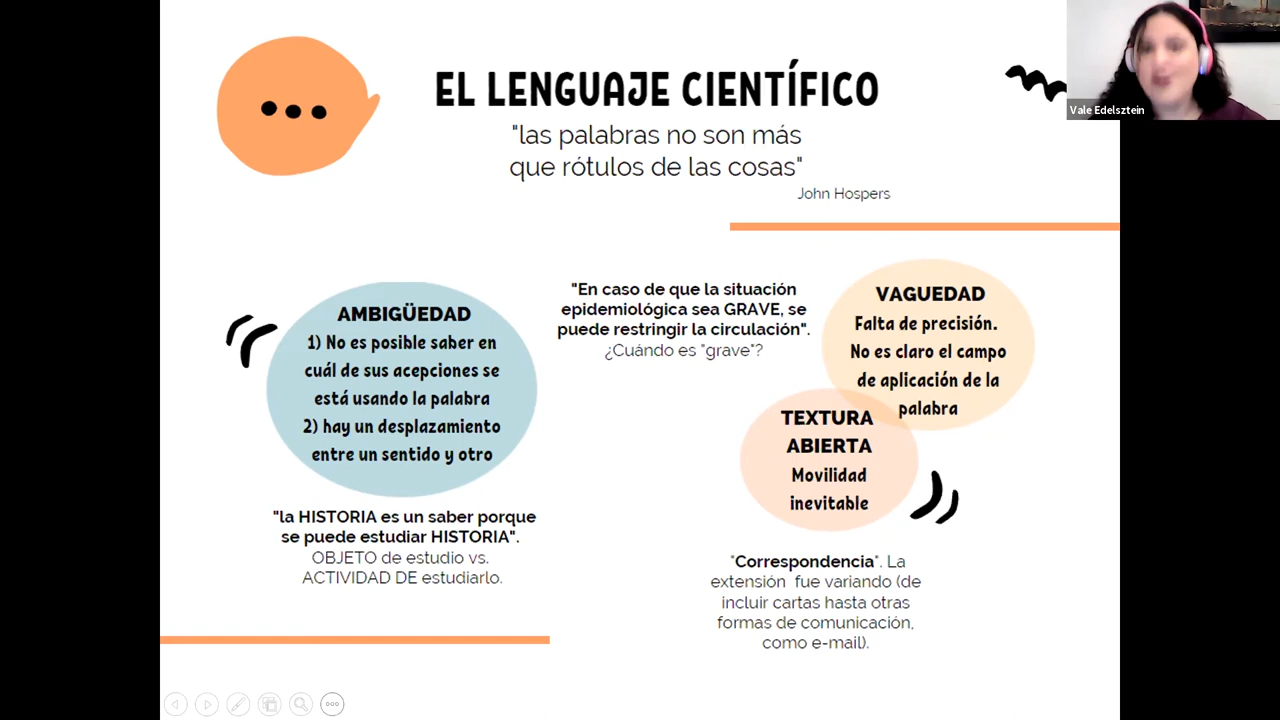 EL LENGUAJE CIENTÍFICO
"las palabras no son más
que rótulos de las cosas"
John Hospers
Vale Edelsztein
AMBIGÜEDAD
1) No es posible saber en
cuál de sus acepciones se
está usando la palabra
2) hay un desplazamiento
entre un sentido y otro
"la HISTORIA es un saber porque
se puede estudiar HISTORIA".
OBJETO de estudio vs.
ACTIVIDAD DE estudiarlo.
"En caso de que la situación
epidemiológica sea GRAVE, se
puede restringir la circulación".
¿Cuándo es "grave"?
VAGUEDAD
Falta de precisión.
No es claro el campo
de aplicación de la
palabra
TEXTURA
ABIERTA
Movilidad
inevitable
"Correspondencia". La
extensión fue variando (de
incluir cartas hasta otras
formas de comunicación,
como e-mail).